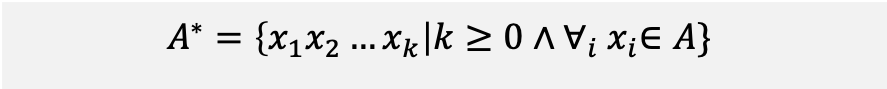 A* = {x₁x₂ … xₖ|k ≥ 0 ∧ ∀ᵢ xᵢ∈ A}